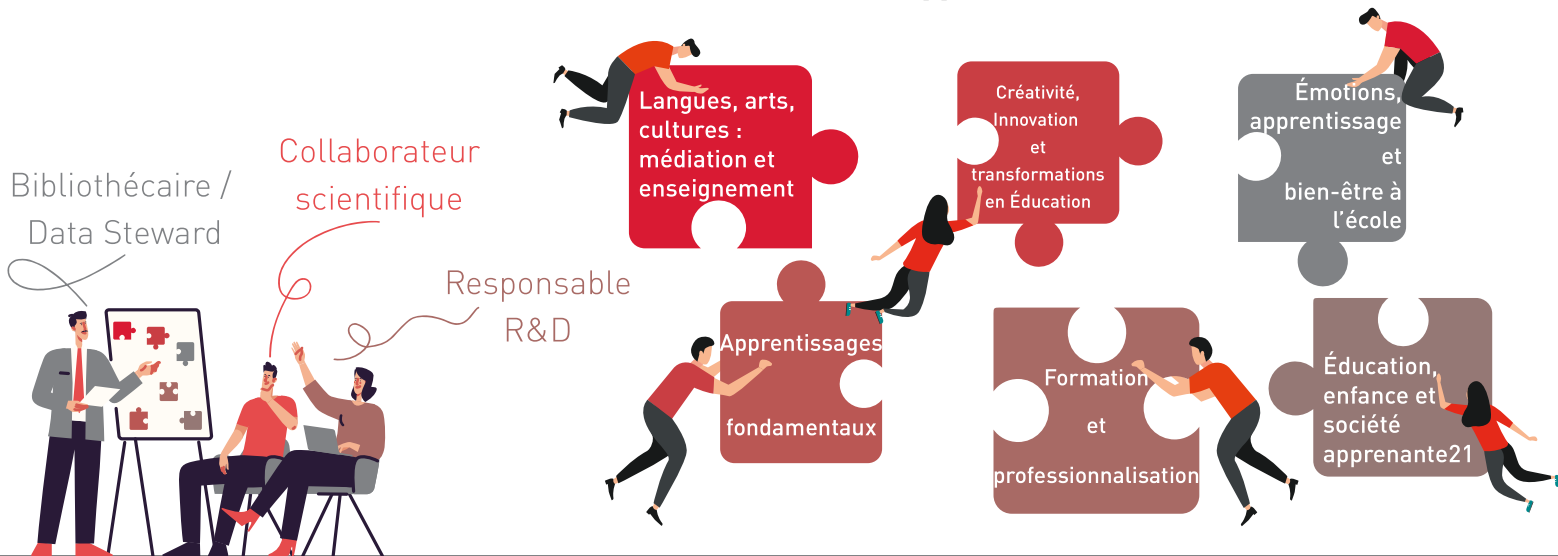 Bibliothécaire /
Data Steward
Collaborateur
scientifique
Responsable
R&D
Langues, arts,
cultures :
médiation et
enseignement
Créativité,
Innovation
et
transformations
en Éducation
Émotions,
apprentissage
et
bien-être à
l'école
Apprentissages
fondamentaux
Formation
et
professionnalisation
Éducation,
enfance et
société
apprenante21